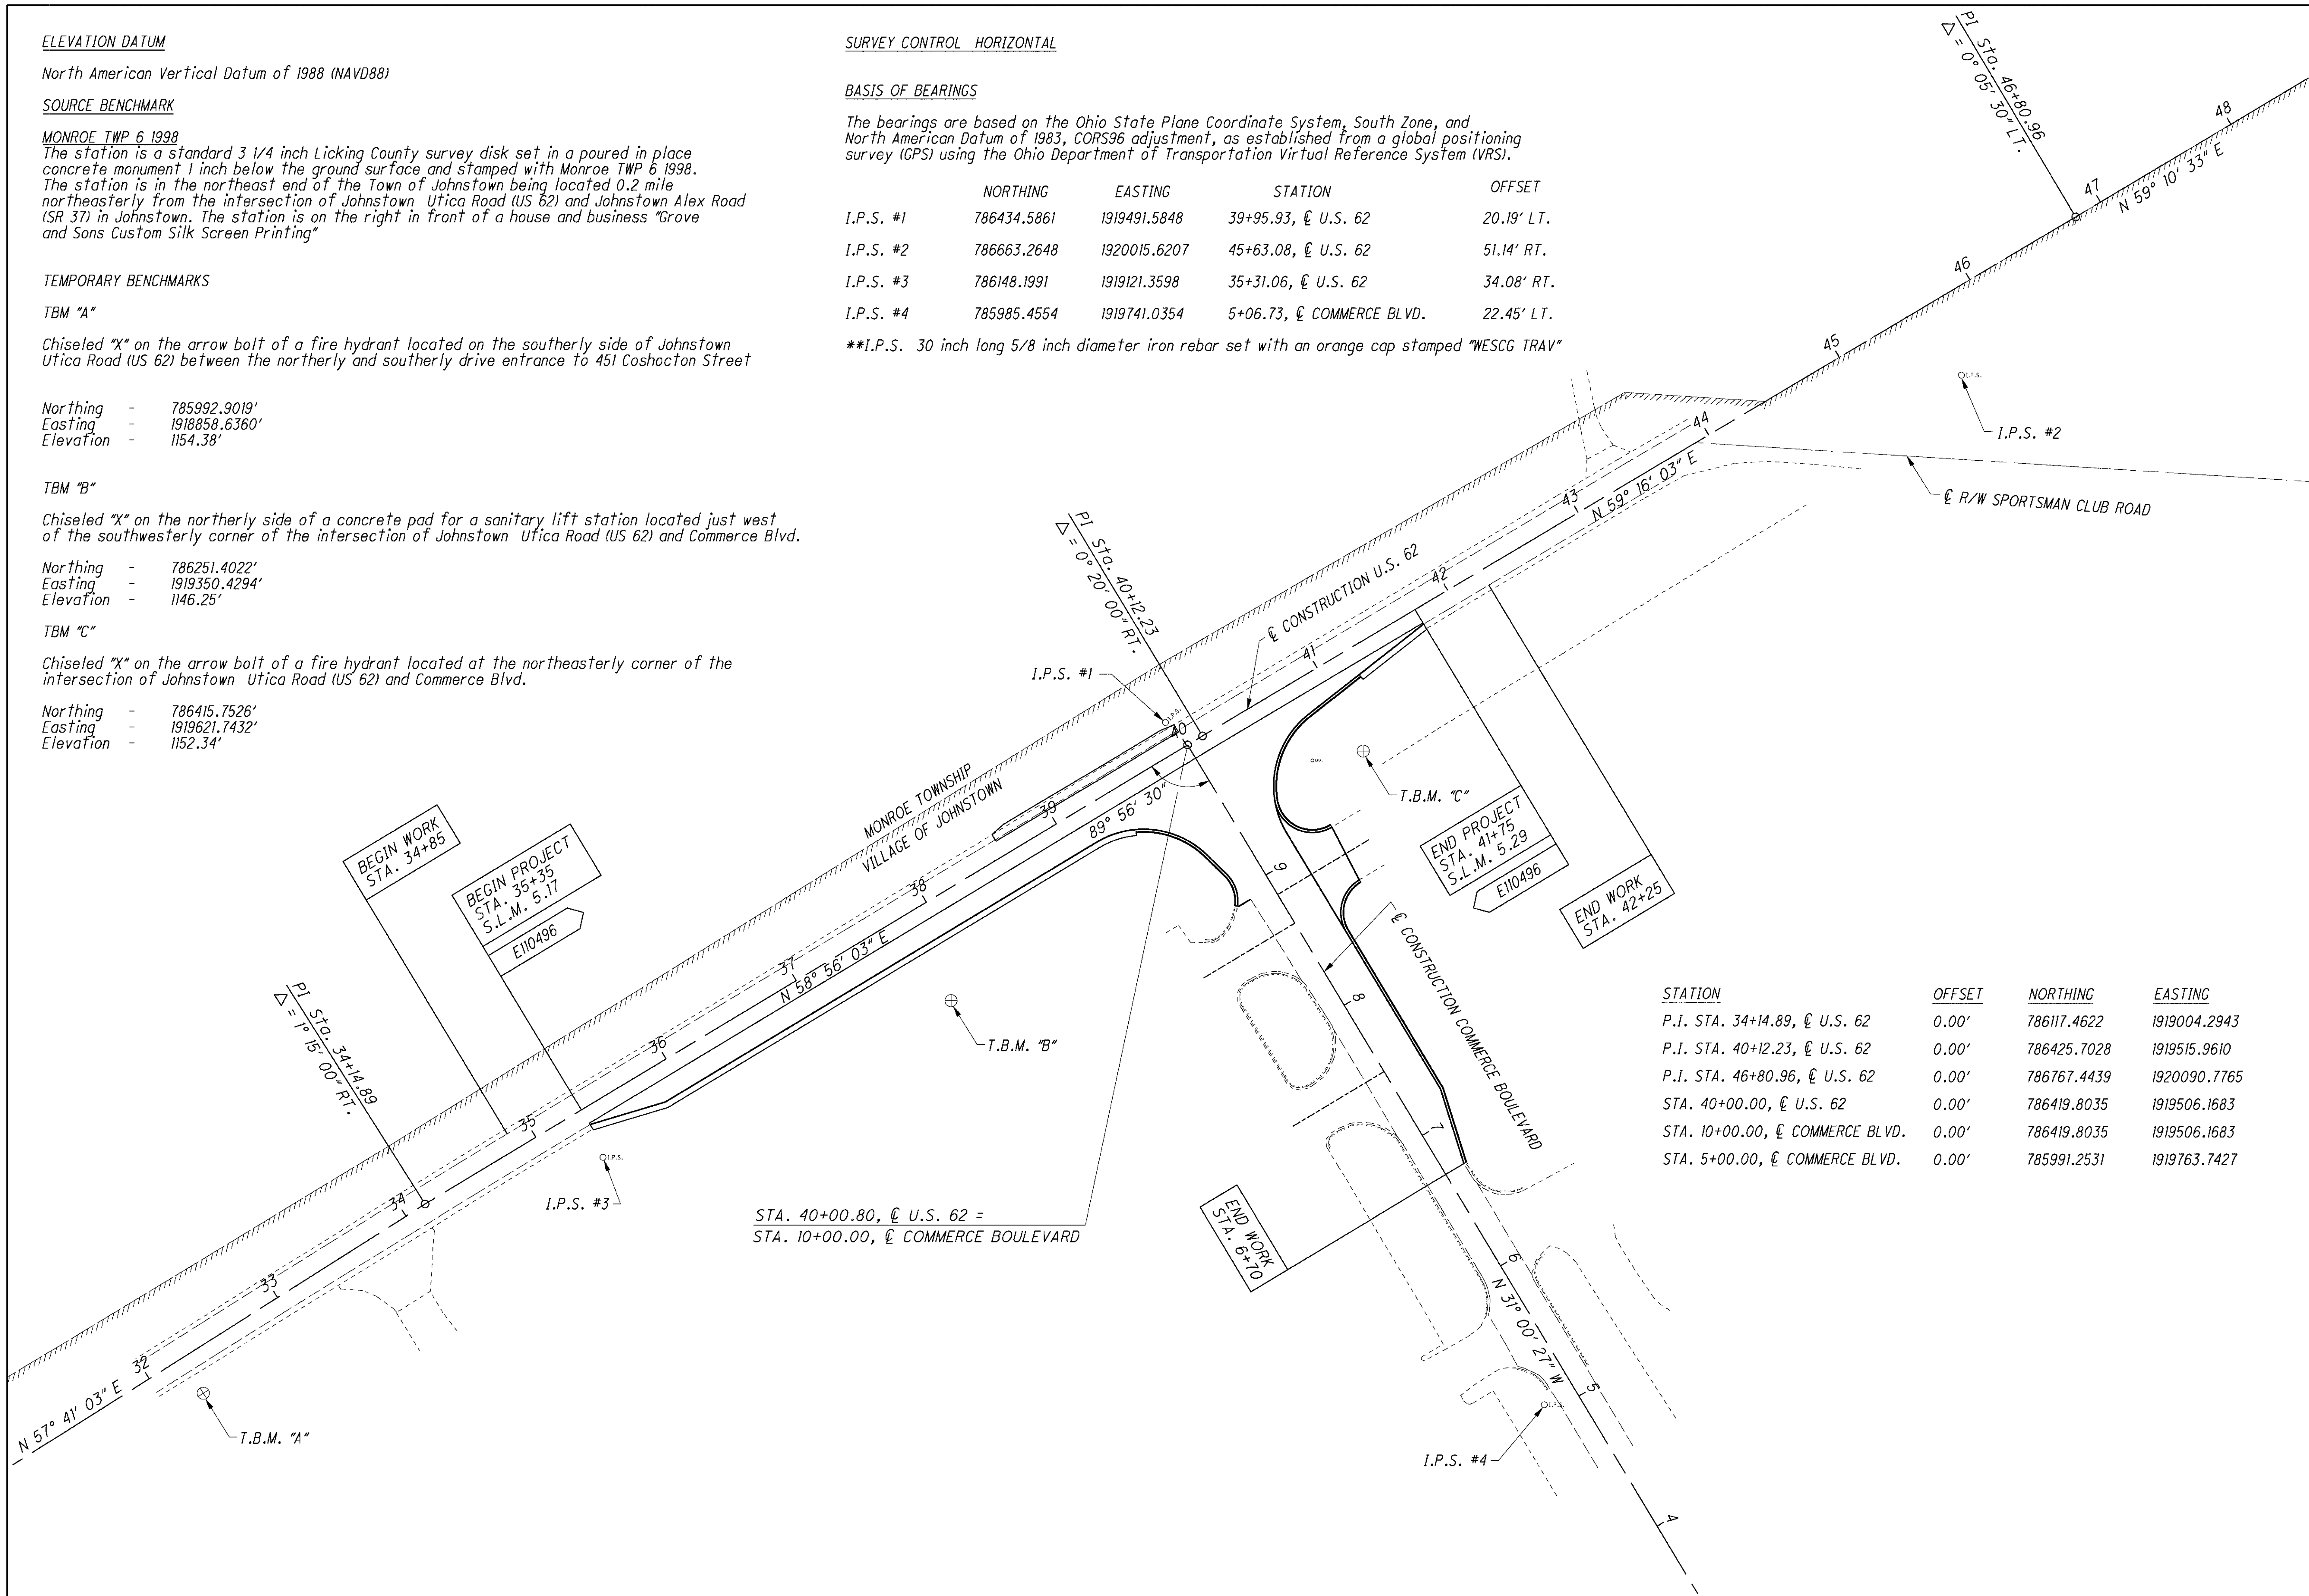 ELEVATION DATUM
North American Vertical Datum of 1988 (NAVD88)
SOURCE BENCHMARK
MONROE TWP 6 1998
The station is a standard 3 1/4 inch Licking County survey disk set in a poured in place
concrete monument 1 inch below the ground surface and stamped with Monroe TWP 6 1998.
The station is in the northeast end of the Town of Johnstown being located 0.2 mile
northeasterly from the intersection of Johnstown Utica Road (US 62) and Johnstown Alex Road
(SR 37) in Johnstown. The station is on the right in front of a house and business "Grove
and Sons Custom Silk Screen Printing"
TEMPORARY BENCHMARKS
TBM "A"
Chiseled "X" on the arrow bolt of a fire hydrant located on the southerly side of Johnstown
Utica Road (US 62) between the northerly and southerly drive entrance to 451 Coshocton Street
Northing - 785992.9019'
Easting - 1918858.6360'
Elevation - 1154.38'
TBM "B"
Chiseled "X" on the northerly side of a concrete pad for a sanitary lift station located just west
of the southwesterly corner of the intersection of Johnstown Utica Road (US 62) and Commerce Blvd.
Northing - 786251.4022'
Easting - 1919350.4294'
Elevation - 1146.25'
TBM "C"
Chiseled "X" on the arrow bolt of a fire hydrant located at the northeasterly corner of the
intersection of Johnstown Utica Road (US 62) and Commerce Blvd.
Northing - 786415.7526'
Easting - 1919621.7432'
Elevation - 1152.34'
SURVEY CONTROL HORIZONTAL
BASIS OF BEARINGS
The bearings are based on the Ohio State Plane Coordinate System, South Zone, and
North American Datum of 1983, CORS96 adjustment, as established from a global positioning
survey (GPS) using the Ohio Department of Transportation Virtual Reference System (VRS).
NORTHING EASTING STATION OFFSET
I.P.S. #1 786434.5861 1919491.5848 39+95.93, ℄ U.S. 62 20.19' LT.
I.P.S. #2 786663.2648 1920015.6207 45+63.08, ℄ U.S. 62 51.14' RT.
I.P.S. #3 786148.1991 1919121.3598 35+31.06, ℄ U.S. 62 34.08' RT.
I.P.S. #4 785985.4554 1919741.0354 5+06.73, ℄ COMMERCE BLVD. 22.45' LT.
**I.P.S. 30 inch long 5/8 inch diameter iron rebar set with an orange cap stamped "WESCG TRAV"
PI Sta. 46+80.96
Δ = 0° 05' 30" LT.
48
47
N 59° 10' 33" E
46
45
I.P.S.
I.P.S. #2
44
℄ R/W SPORTSMAN CLUB ROAD
43
N 59° 16' 03" E
42
℄ CONSTRUCTION U.S. 62
41
PI Sta. 40+12.23
Δ = 0° 20' 00" RT.
I.P.S. #1
I.P.S.
40
T.B.M. "C"
MONROE TOWNSHIP
VILLAGE OF JOHNSTOWN
39
89° 56' 30"
38
BEGIN WORK
STA. 34+85
BEGIN PROJECT
STA. 35+35
S.L.M. 5.17
E110496
END PROJECT
STA. 41+75
S.L.M. 5.29
E110496
END WORK
STA. 42+25
9
37
N 58° 56' 03" E
36
35
T.B.M. "B"
8
℄ CONSTRUCTION COMMERCE BOULEVARD
7
PI Sta. 34+14.89
Δ = 1° 15' 00" RT.
34
33
32
N 57° 41' 03" E
T.B.M. "A"
I.P.S.
I.P.S. #3
STA. 40+00.80, ℄ U.S. 62 =
STA. 10+00.00, ℄ COMMERCE BOULEVARD
END WORK
STA. 6+70
6
N 31° 00' 27" W
5
I.P.S.
I.P.S. #4
4
STATION OFFSET NORTHING EASTING
P.I. STA. 34+14.89, ℄ U.S. 62 0.00' 786117.4622 1919004.2943
P.I. STA. 40+12.23, ℄ U.S. 62 0.00' 786425.7028 1919515.9610
P.I. STA. 46+80.96, ℄ U.S. 62 0.00' 786767.4439 1920090.7765
STA. 40+00.00, ℄ U.S. 62 0.00' 786419.8035 1919506.1683
STA. 10+00.00, ℄ COMMERCE BLVD. 0.00' 786419.8035 1919506.1683
STA. 5+00.00, ℄ COMMERCE BLVD. 0.00' 785991.2531 1919763.7427